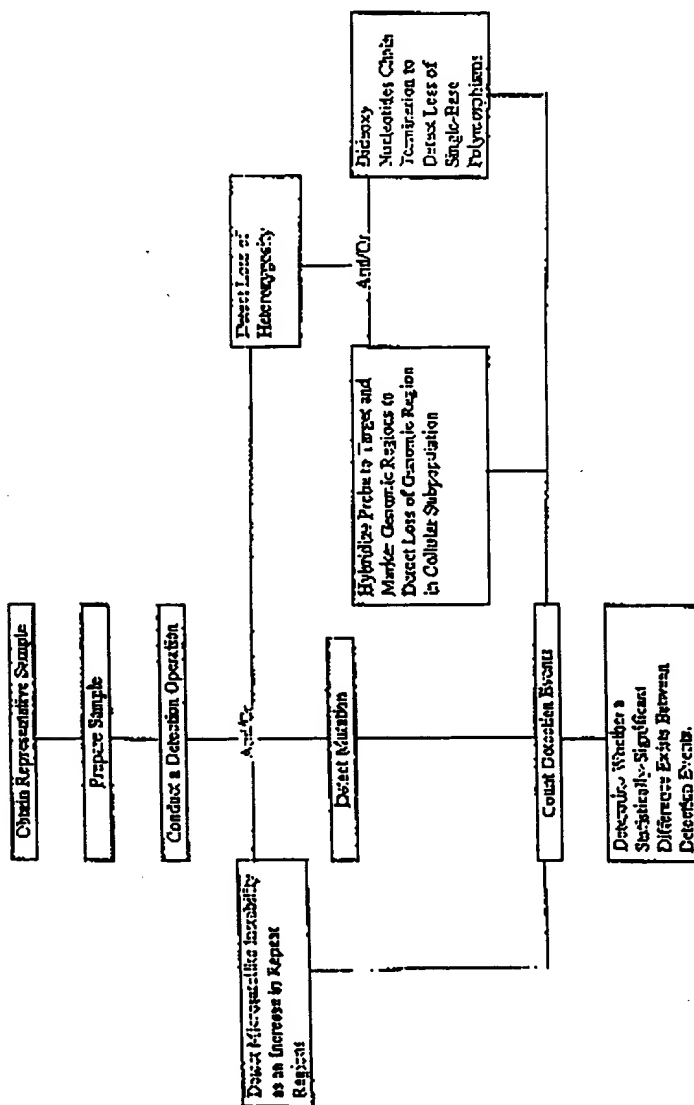 Obtain Representative Sample
Prepare Sample
Conduct a Detection Operation
And/Or
Detect Microsatellite Instability
as an Increase in Repeat
Regions
Detect Mutation
Detect Loss of
Heterozygosity
And/Or
Hybridize Probe to Target and
Marker Genomic Regions to
Detect Loss of Genomic Region
in Cellular Subpopulation
Dideoxy
Nucleotides Chain
Termination to
Detect Loss of
Single-Base
Polymorphisms
Count Detection Events
Determine Whether a
Statistically-Significant
Difference Exists Between
Detection Events.